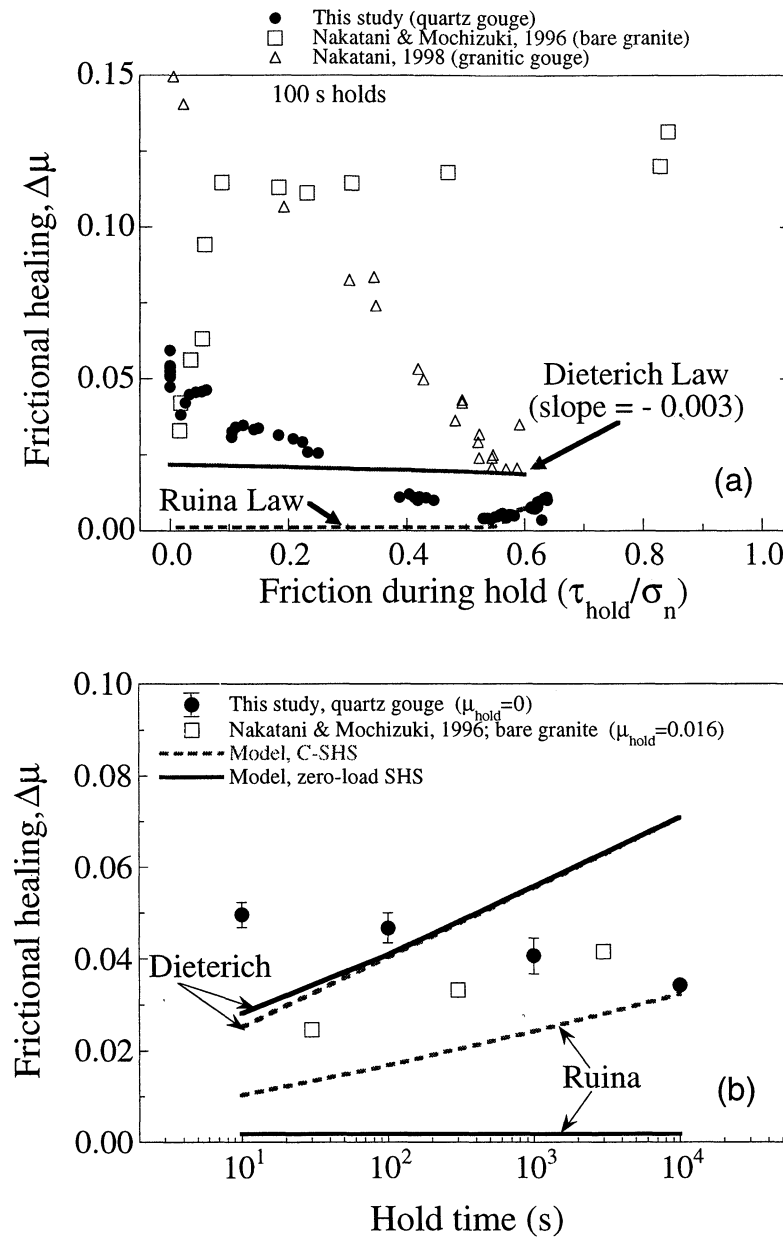 This study (quartz gouge)
Nakatani & Mochizuki, 1996 (bare granite)
Nakatani, 1998 (granitic gouge)
0.15
100 s holds
0.10
0.05
0.00
Frictional healing, Δμ
Dieterich Law
(slope = - 0.003)
Ruina Law
(a)
0.0 0.2 0.4 0.6 0.8 1.0
Friction during hold (τhold/σn)
0.10
This study, quartz gouge (μhold=0)
Nakatani & Mochizuki, 1996; bare granite (μhold=0.016)
Model, C-SHS
Model, zero-load SHS
0.08
0.06
0.04
0.02
0.00
Frictional healing, Δμ
Dieterich
Ruina
(b)
10¹ 10² 10³ 10⁴
Hold time (s)